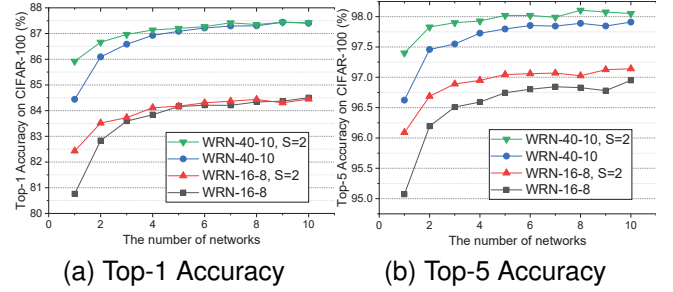 Top-1 Accuracy on CIFAR-100 (%)
88
87
86
85
84
83
82
81
80
0
2
4
6
8
10
The number of networks
WRN-40-10, S=2
WRN-40-10
WRN-16-8, S=2
WRN-16-8
(a) Top-1 Accuracy
Top-5 Accuracy on CIFAR-100 (%)
98.0
97.5
97.0
96.5
96.0
95.5
95.0
0
2
4
6
8
10
The number of networks
WRN-40-10, S=2
WRN-40-10
WRN-16-8, S=2
WRN-16-8
(b) Top-5 Accuracy